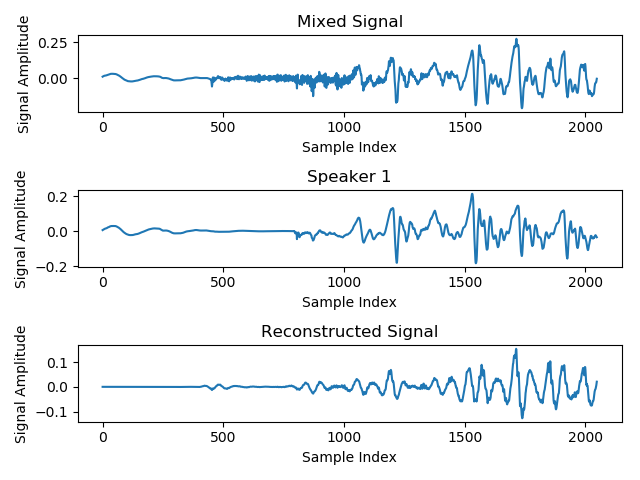 Mixed Signal
Signal Amplitude
0.25
0.00
0 500 1000 1500 2000
Sample Index
Speaker 1
Signal Amplitude
0.2
0.0
−0.2
0 500 1000 1500 2000
Sample Index
Reconstructed Signal
Signal Amplitude
0.1
0.0
−0.1
0 500 1000 1500 2000
Sample Index